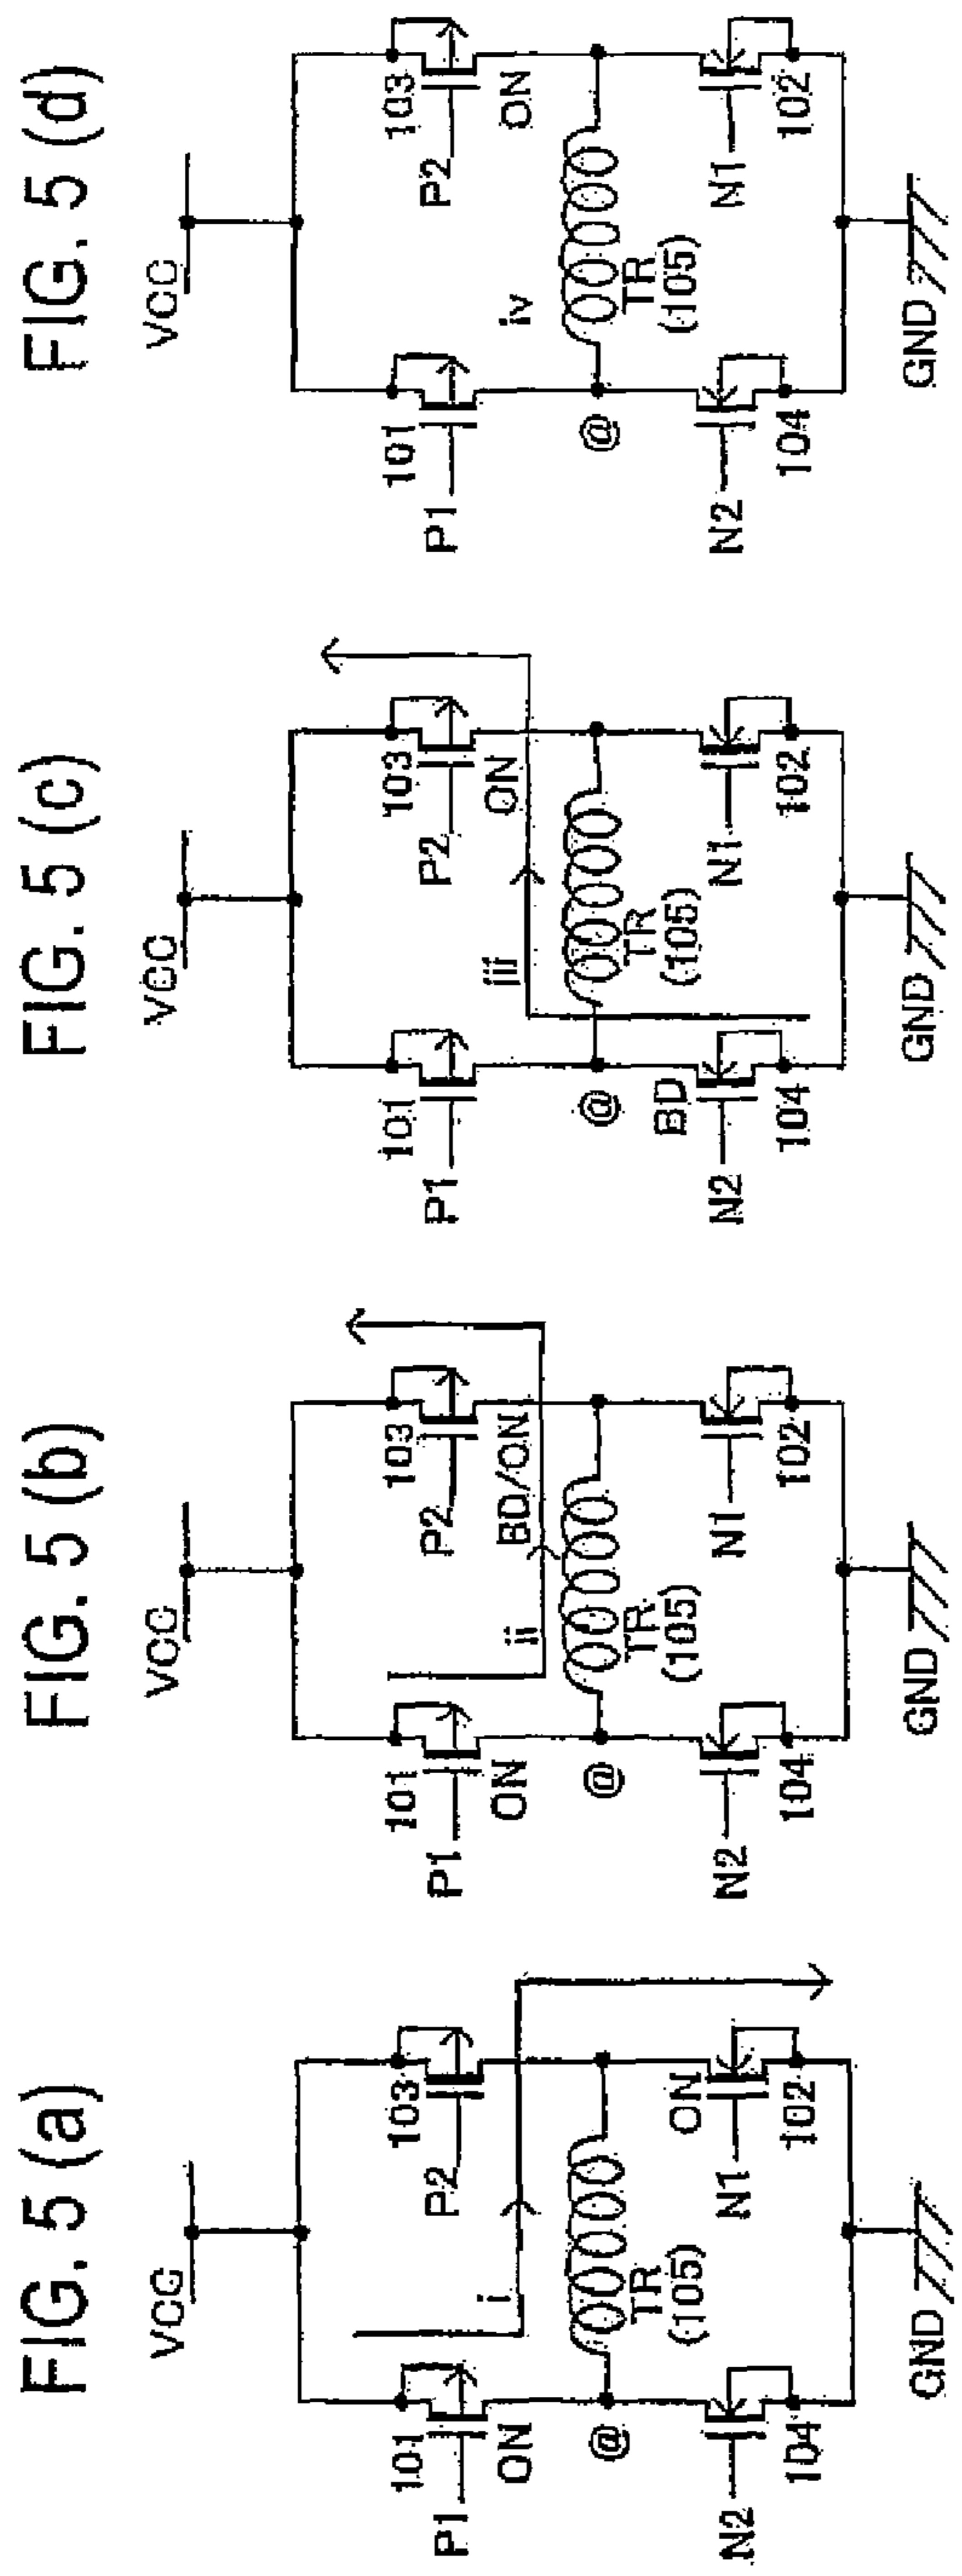 FIG. 5 (a)
VCC
101
P1
ON
i
103
P2
@
TR
(105)
ON
N1
102
N2
104
GND
FIG. 5 (b)
VCC
101
P1
ON
ii
103
P2
BD/ON
@
TR
(105)
N1
102
N2
104
GND
FIG. 5 (c)
VCC
101
P1
iii
103
P2
ON
@
TR
(105)
BD
N1
102
N2
104
GND
FIG. 5 (d)
VCC
101
P1
iv
103
P2
ON
@
TR
(105)
N1
102
N2
104
GND